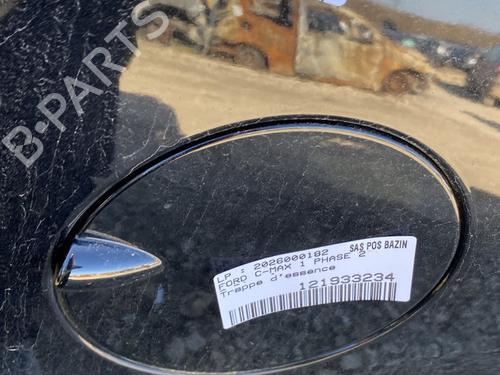 B-PARTS
LP : 2026000182 SAS POS BAZIN
FORD C-MAX 1 PHASE 2
Trappe d'essence
121933234